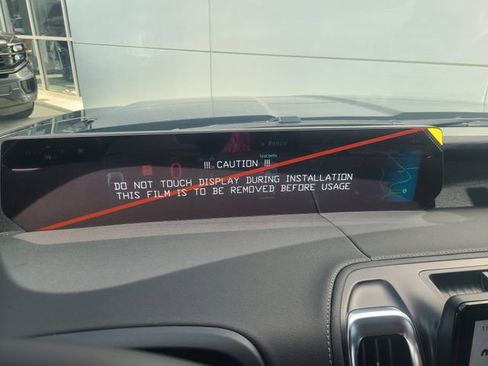 !!! CAUTION !!!
DO NOT TOUCH DISPLAY DURING INSTALLATION
THIS FILM IS TO BE REMOVED BEFORE USAGE